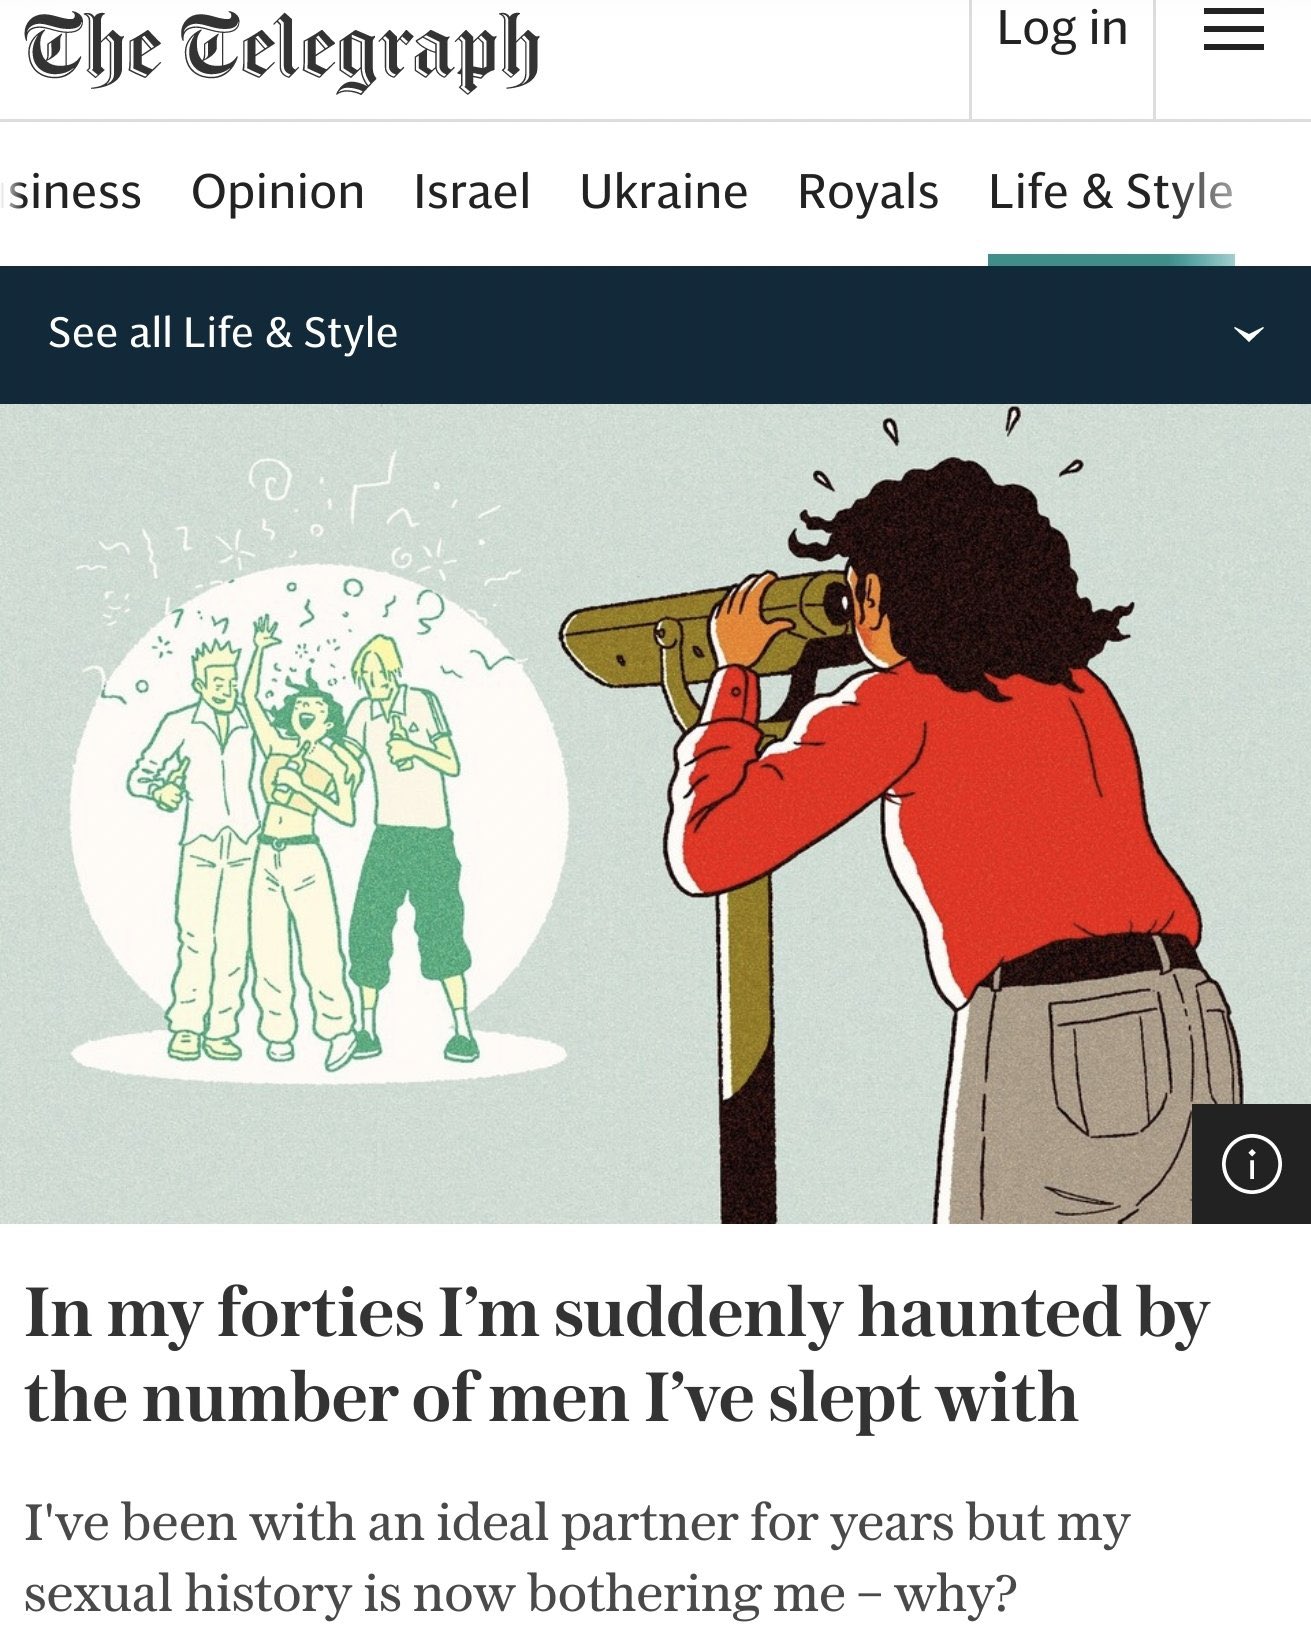 The Telegraph
Log in
siness Opinion Israel Ukraine Royals Life & Style
See all Life & Style
In my forties I’m suddenly haunted by
the number of men I’ve slept with
I've been with an ideal partner for years but my
sexual history is now bothering me – why?